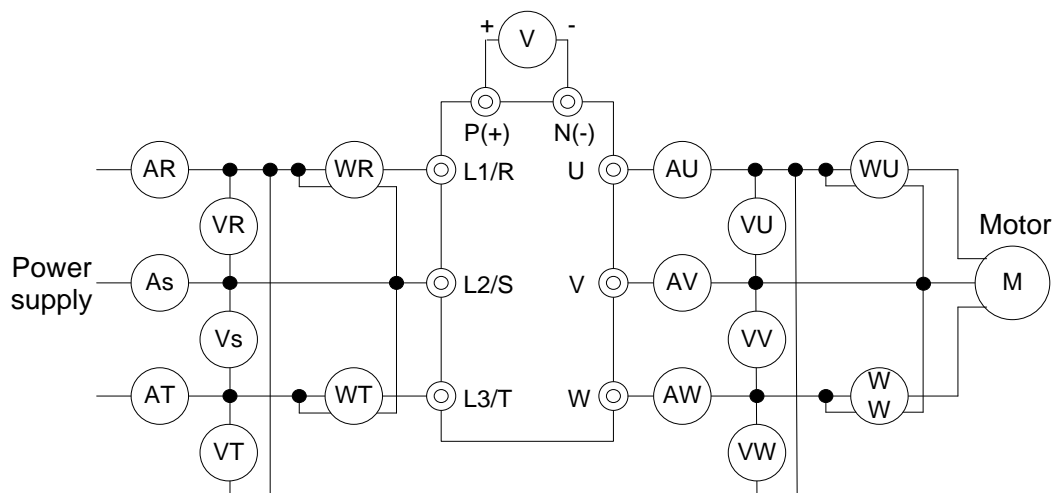 + V -
P(+) N(-)
AR WR L1/R U AU WU
VR VU Motor
Power
supply
As L2/S V AV M
Vs VV
AT WT L3/T W AW W
W
VT VW